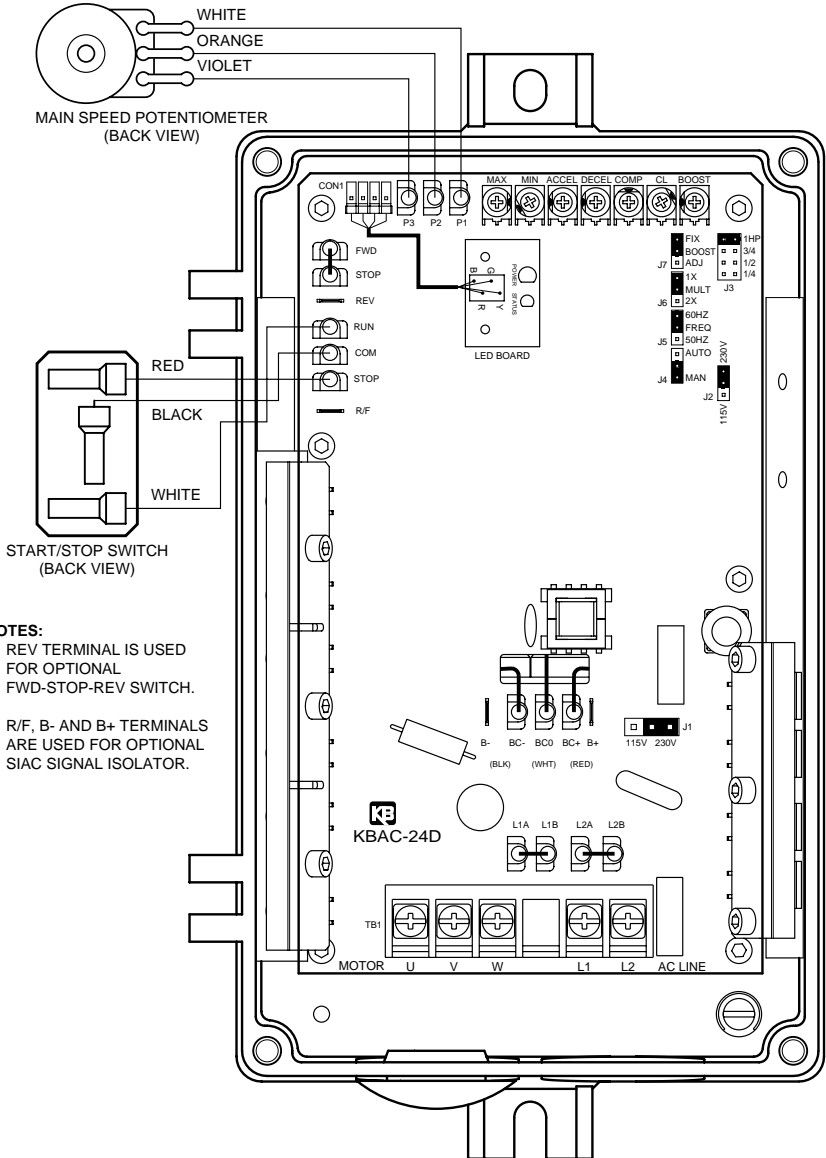 WHITE
ORANGE
VIOLET
MAIN SPEED POTENTIOMETER
(BACK VIEW)
CON1
P3
P2
P1
MAX
MIN
ACCEL
DECEL
COMP
CL
BOOST
FWD
STOP
REV
RUN
COM
STOP
R/F
B
G
R
Y
POWER
STATUS
LED BOARD
FIX
BOOST
J7
ADJ
1X
MULT
J6
2X
60HZ
FREQ
J5
50HZ
AUTO
J4
MAN
1HP
3/4
1/2
1/4
J3
230V
J2
115V
RED
BLACK
WHITE
START/STOP SWITCH
(BACK VIEW)
OTES:
REV TERMINAL IS USED
FOR OPTIONAL
FWD-STOP-REV SWITCH.
R/F, B- AND B+ TERMINALS
ARE USED FOR OPTIONAL
SIAC SIGNAL ISOLATOR.
B-
BC-
BC0
BC+
B+
(BLK)
(WHT)
(RED)
J1
115V
230V
KB
KBAC-24D
L1A
L1B
L2A
L2B
TB1
MOTOR
U
V
W
L1
L2
AC LINE